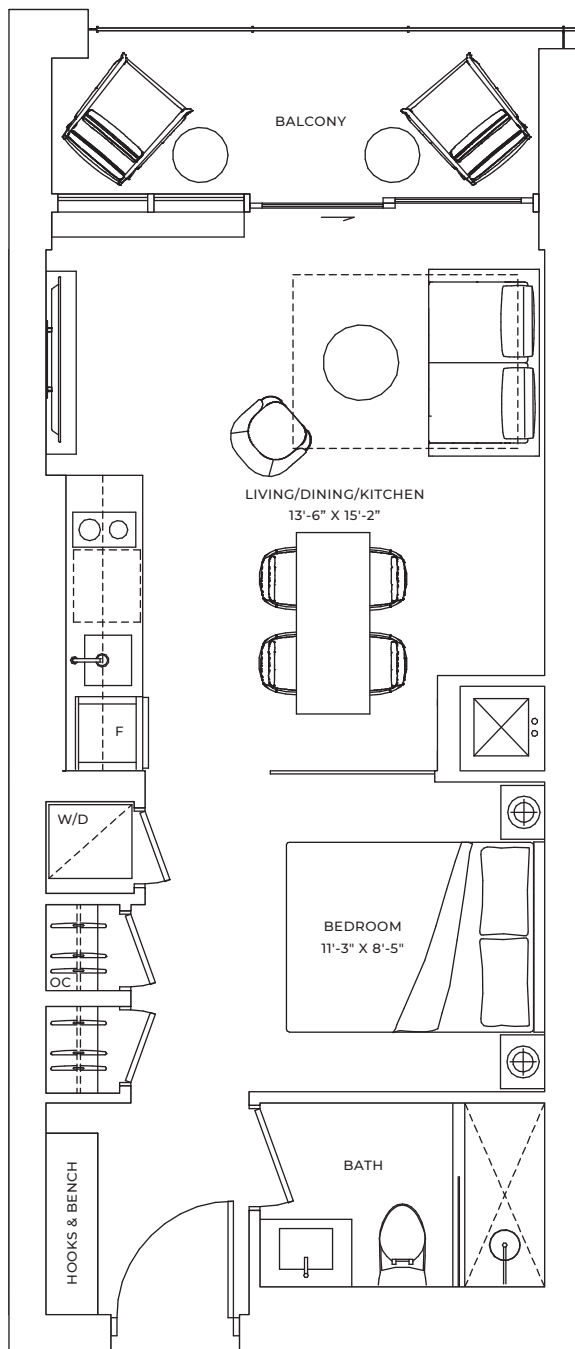 BALCONY
LIVING/DINING/KITCHEN
13'-6" X 15'-2"
F
W/D
BEDROOM
11'-3" X 8'-5"
OC
BATH
HOOKS & BENCH